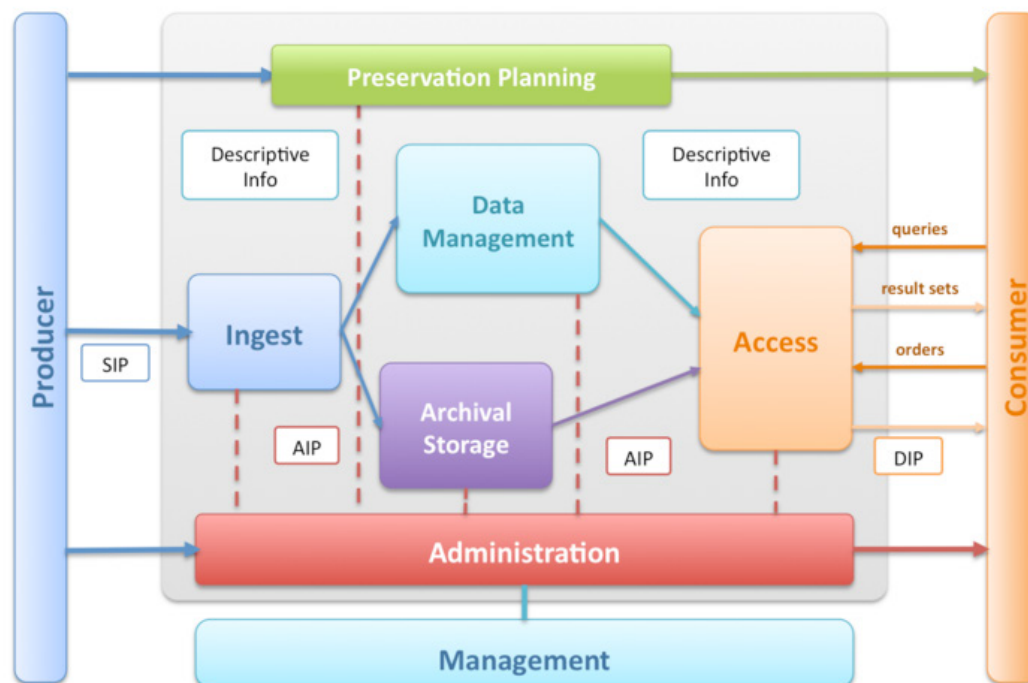 Preservation Planning
Descriptive
Info
Descriptive
Info
Data
Management
queries
result sets
Producer
Ingest
Access
Consumer
SIP
orders
Archival
Storage
AIP
AIP
DIP
Administration
Management